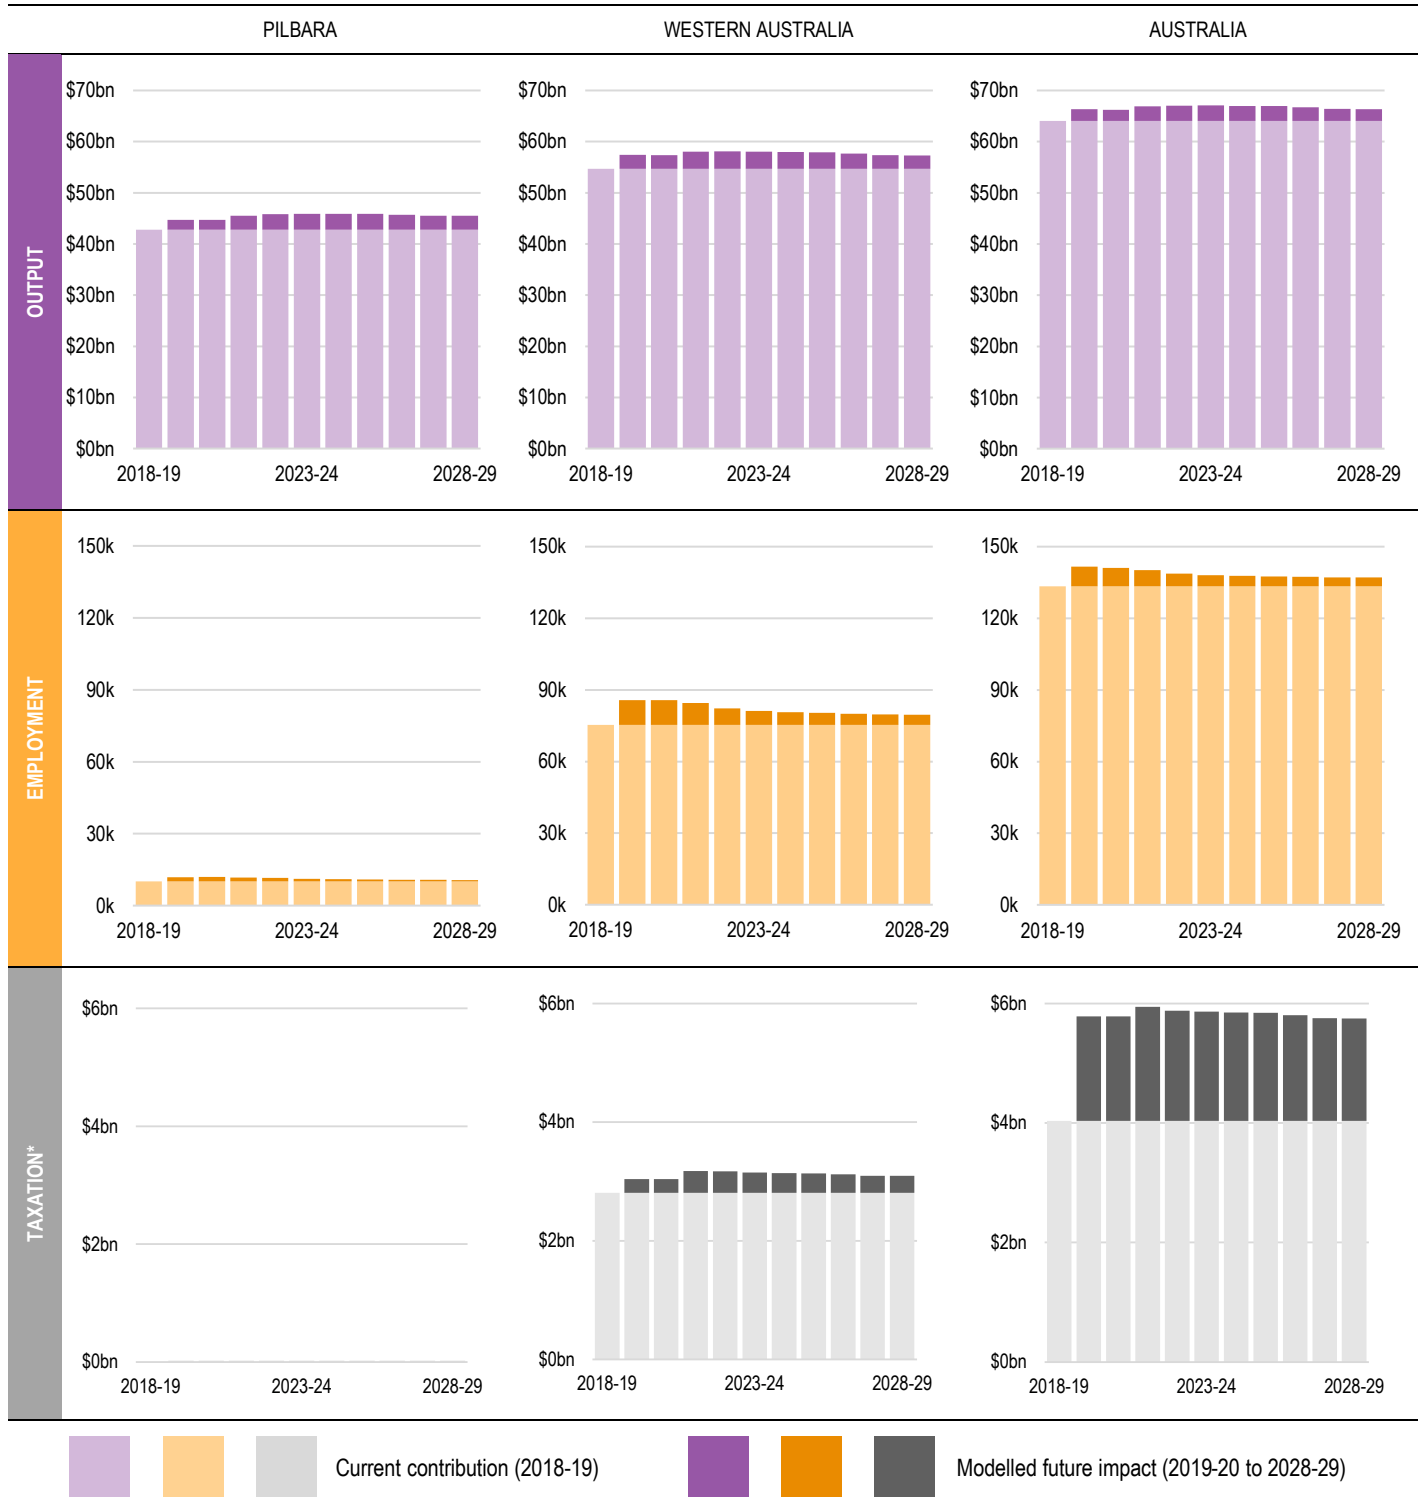 PILBARA
WESTERN AUSTRALIA
AUSTRALIA
OUTPUT
$70bn
$60bn
$50bn
$40bn
$30bn
$20bn
$10bn
$0bn
2018-19
2023-24
2028-29
$70bn
$60bn
$50bn
$40bn
$30bn
$20bn
$10bn
$0bn
2018-19
2023-24
2028-29
$70bn
$60bn
$50bn
$40bn
$30bn
$20bn
$10bn
$0bn
2018-19
2023-24
2028-29
EMPLOYMENT
150k
120k
90k
60k
30k
0k
2018-19
2023-24
2028-29
150k
120k
90k
60k
30k
0k
2018-19
2023-24
2028-29
150k
120k
90k
60k
30k
0k
2018-19
2023-24
2028-29
TAXATION*
$6bn
$4bn
$2bn
$0bn
2018-19
2023-24
2028-29
$6bn
$4bn
$2bn
$0bn
2018-19
2023-24
2028-29
$6bn
$4bn
$2bn
$0bn
2018-19
2023-24
2028-29
Current contribution (2018-19)
Modelled future impact (2019-20 to 2028-29)